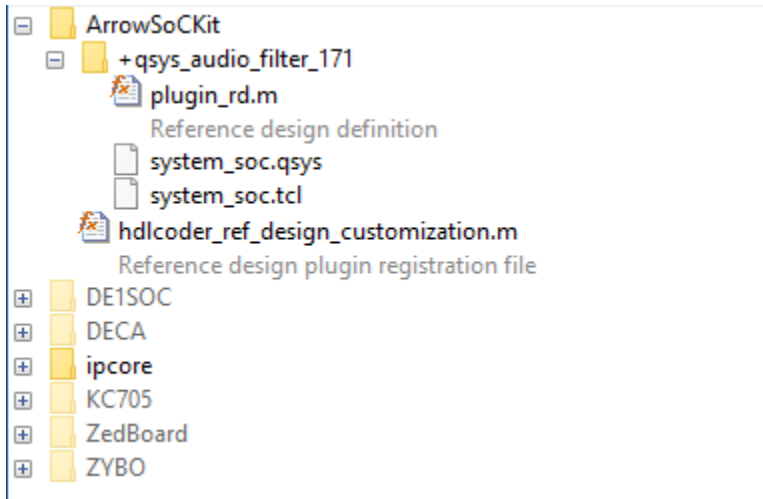 ArrowSoCKit
+qsys_audio_filter_171
plugin_rd.m
Reference design definition
system_soc.qsys
system_soc.tcl
hdlcoder_ref_design_customization.m
Reference design plugin registration file
DE1SOC
DECA
ipcore
KC705
ZedBoard
ZYBO